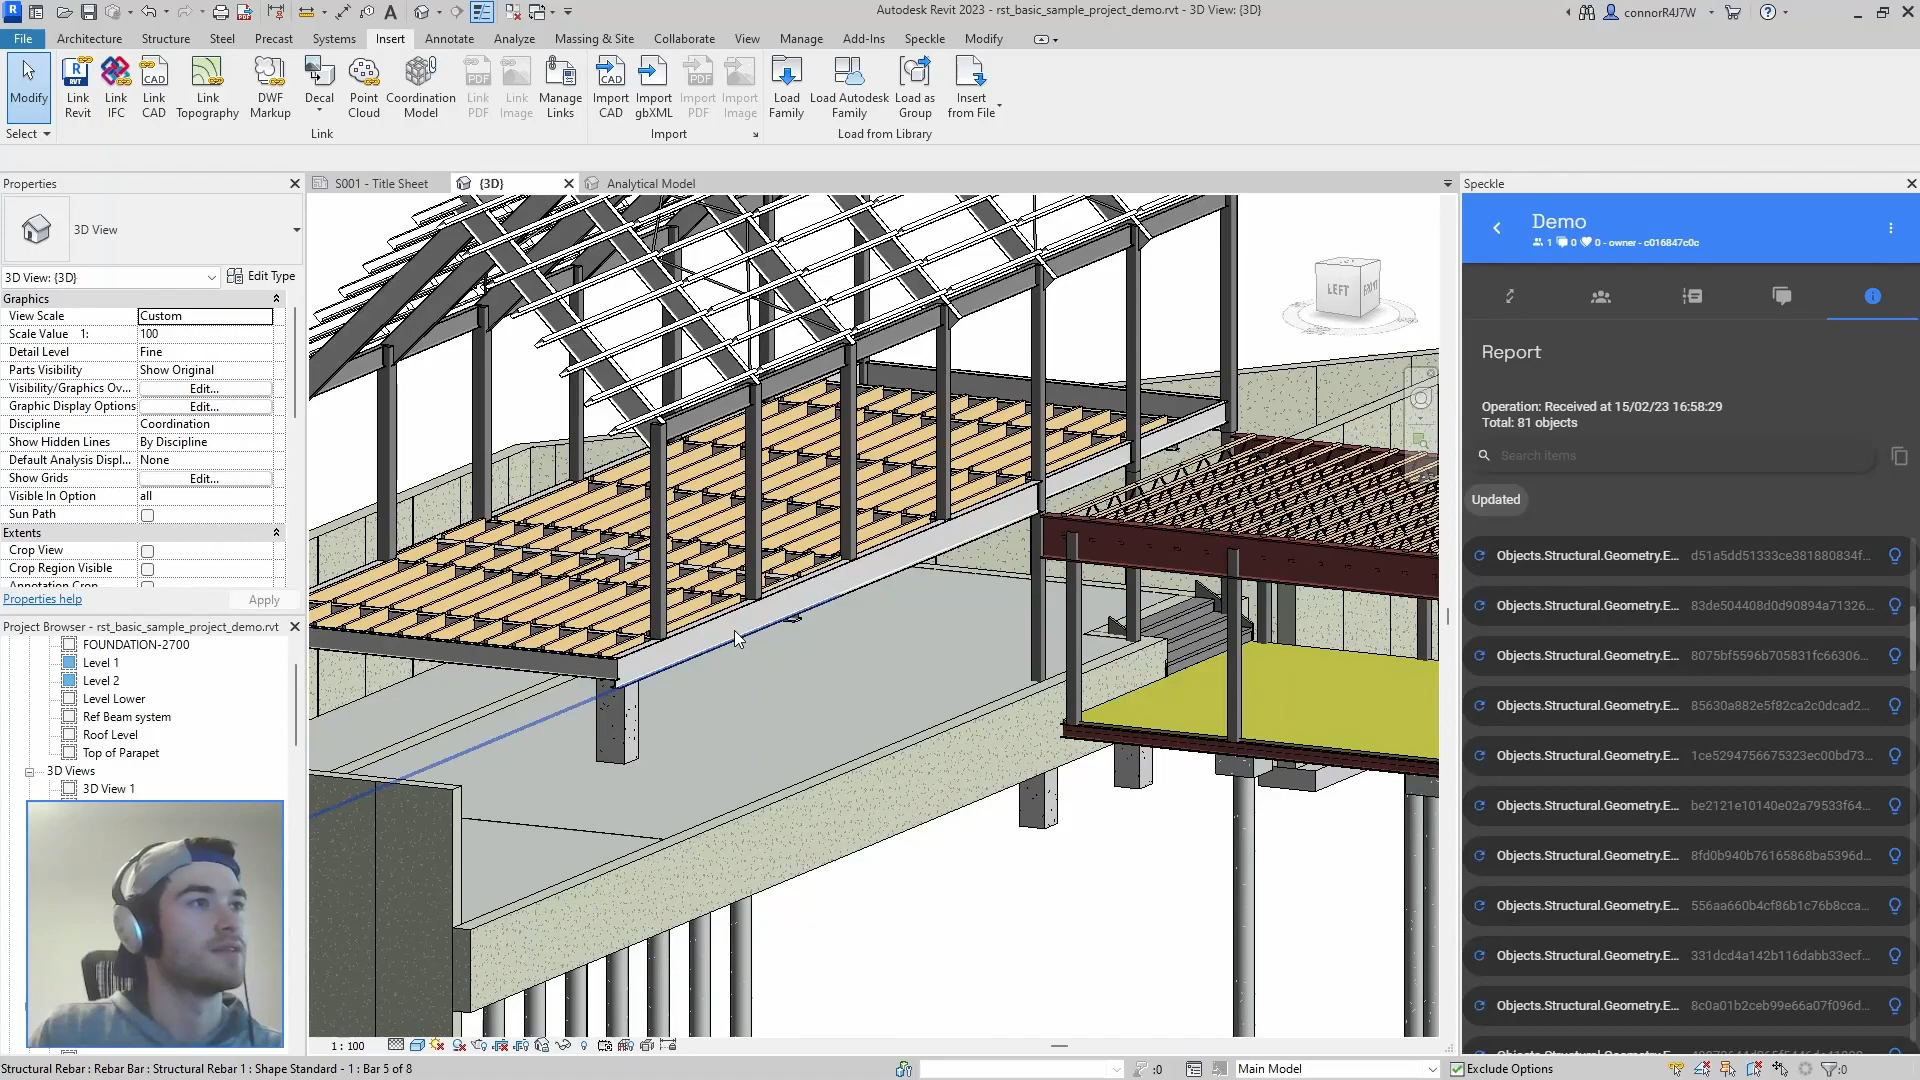 Autodesk Revit 2023 - rst_basic_sample_project_demo.rvt - 3D View: {3D}
connorR4J7W
File
Architecture
Structure
Steel
Precast
Systems
Insert
Annotate
Analyze
Massing & Site
Collaborate
View
Manage
Add-Ins
Speckle
Modify
Modify
Link Revit
Link IFC
Link CAD
Link Topography
DWF Markup
Decal
Point Cloud
Coordination Model
Link PDF
Link Image
Manage Links
Import CAD
Import gbXML
Import PDF
Import Image
Load Family
Load Autodesk Family
Load as Group
Insert from File
Select
Link
Import
Load from Library
Properties
S001 - Title Sheet
{3D}
Analytical Model
Speckle
3D View
3D View: {3D}
Edit Type
Graphics
View Scale Custom
Scale Value 1: 100
Detail Level Fine
Parts Visibility Show Original
Visibility/Graphics Ov... Edit...
Graphic Display Options Edit...
Discipline Coordination
Show Hidden Lines By Discipline
Default Analysis Displ... None
Show Grids Edit...
Visible In Option all
Sun Path
Extents
Crop View
Crop Region Visible
Annotation Crop
Properties help
Apply
Project Browser - rst_basic_sample_project_demo.rvt
FOUNDATION-2700
Level 1
Level 2
Level Lower
Ref Beam system
Roof Level
Top of Parapet
3D Views
3D View 1
LEFT
FRONT
Demo
1 0 0 - owner - c016847c0c
Report
Operation: Received at 15/02/23 16:58:29
Total: 81 objects
Search items
Updated
Objects.Structural.Geometry.E... d51a5dd51333ce381880834f...
Objects.Structural.Geometry.E... 83de504408d0d90894a71326...
Objects.Structural.Geometry.E... 8075bf5596b705831fc66306...
Objects.Structural.Geometry.E... 85630a882e5f82ca2c0dcad2...
Objects.Structural.Geometry.E... 1ce5294756675323ec00bd73...
Objects.Structural.Geometry.E... be2121e10140e02a79533f64...
Objects.Structural.Geometry.E... 8fd0b940b76165868ba5396d...
Objects.Structural.Geometry.E... 556aa660b4cf86b1c76b8cca...
Objects.Structural.Geometry.E... 331dcd4a142b116dabb33ecf...
Objects.Structural.Geometry.E... 8c0a01b2ceb99e66a07f096d...
1 : 100
Structural Rebar : Rebar Bar : Structural Rebar 1 : Shape Standard - 1 : Bar 5 of 8
:0
Main Model
Exclude Options
:0